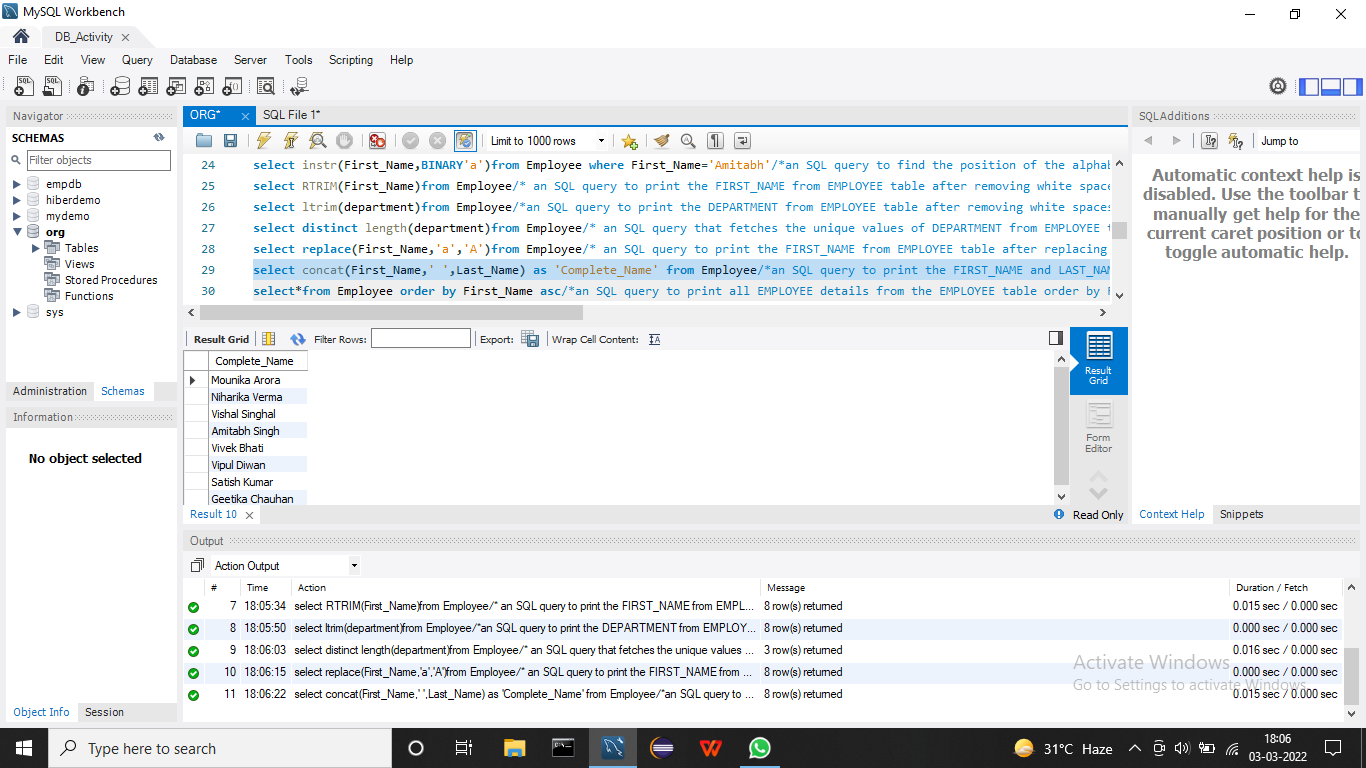 MySQL Workbench
DB_Activity
File Edit View Query Database Server Tools Scripting Help
Navigator
SCHEMAS
Filter objects
empdb
hiberdemo
mydemo
org
Tables
Views
Stored Procedures
Functions
sys
Administration Schemas
Information
No object selected
Object Info Session
ORG* SQL File 1*
Limit to 1000 rows
24 select instr(First_Name,BINARY'a')from Employee where First_Name='Amitabh'/*an SQL query to find the position of the alphab
25 select RTRIM(First_Name)from Employee/* an SQL query to print the FIRST_NAME from EMPLOYEE table after removing white space
26 select ltrim(department)from Employee/*an SQL query to print the DEPARTMENT from EMPLOYEE table after removing white spaces
27 select distinct length(department)from Employee/* an SQL query that fetches the unique values of DEPARTMENT from EMPLOYEE t
28 select replace(First_Name,'a','A')from Employee/* an SQL query to print the FIRST_NAME from EMPLOYEE table after replacing
29 select concat(First_Name,' ',Last_Name) as 'Complete_Name' from Employee/*an SQL query to print the FIRST_NAME and LAST_NAM
30 select*from Employee order by First_Name asc/*an SQL query to print all EMPLOYEE details from the EMPLOYEE table order by F
Result Grid Filter Rows: Export: Wrap Cell Content:
Complete_Name
Mounika Arora
Niharika Verma
Vishal Singhal
Amitabh Singh
Vivek Bhati
Vipul Diwan
Satish Kumar
Geetika Chauhan
Result 10
Result
Grid
Form
Editor
Read Only
SQLAdditions
Jump to
Automatic context help is
disabled. Use the toolbar t
manually get help for the
current caret position or to
toggle automatic help.
Context Help Snippets
Output
Action Output
# Time Action Message Duration / Fetch
7 18:05:34 select RTRIM(First_Name)from Employee/* an SQL query to print the FIRST_NAME from EMPL... 8 row(s) returned 0.015 sec / 0.000 sec
8 18:05:50 select ltrim(department)from Employee/*an SQL query to print the DEPARTMENT from EMPLOY... 8 row(s) returned 0.000 sec / 0.000 sec
9 18:06:03 select distinct length(department)from Employee/* an SQL query that fetches the unique values ... 3 row(s) returned 0.016 sec / 0.000 sec
10 18:06:15 select replace(First_Name,'a','A')from Employee/* an SQL query to print the FIRST_NAME from ... 8 row(s) returned 0.000 sec / 0.000 sec
11 18:06:22 select concat(First_Name,' ',Last_Name) as 'Complete_Name' from Employee/*an SQL query to ... 8 row(s) returned 0.015 sec / 0.000 sec
Activate Windows
Go to Settings to activate Windows.
Type here to search
31°C Haze
18:06
03-03-2022